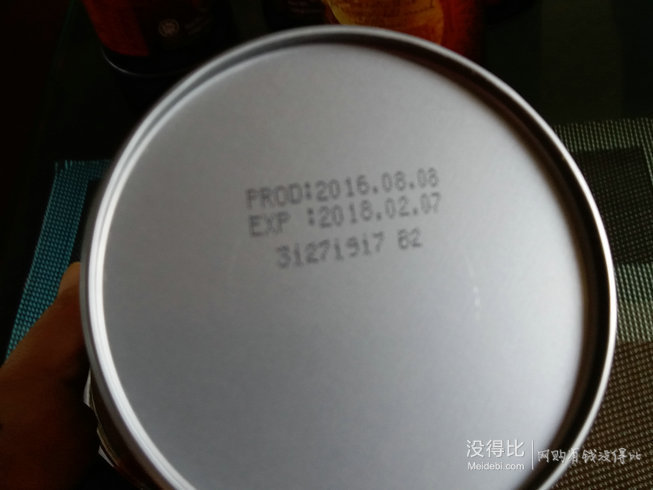 PROD:2016.08.08
EXP :2018.02.07
31271917 B2
没得比 网购有钱没得比
Meidebi.com